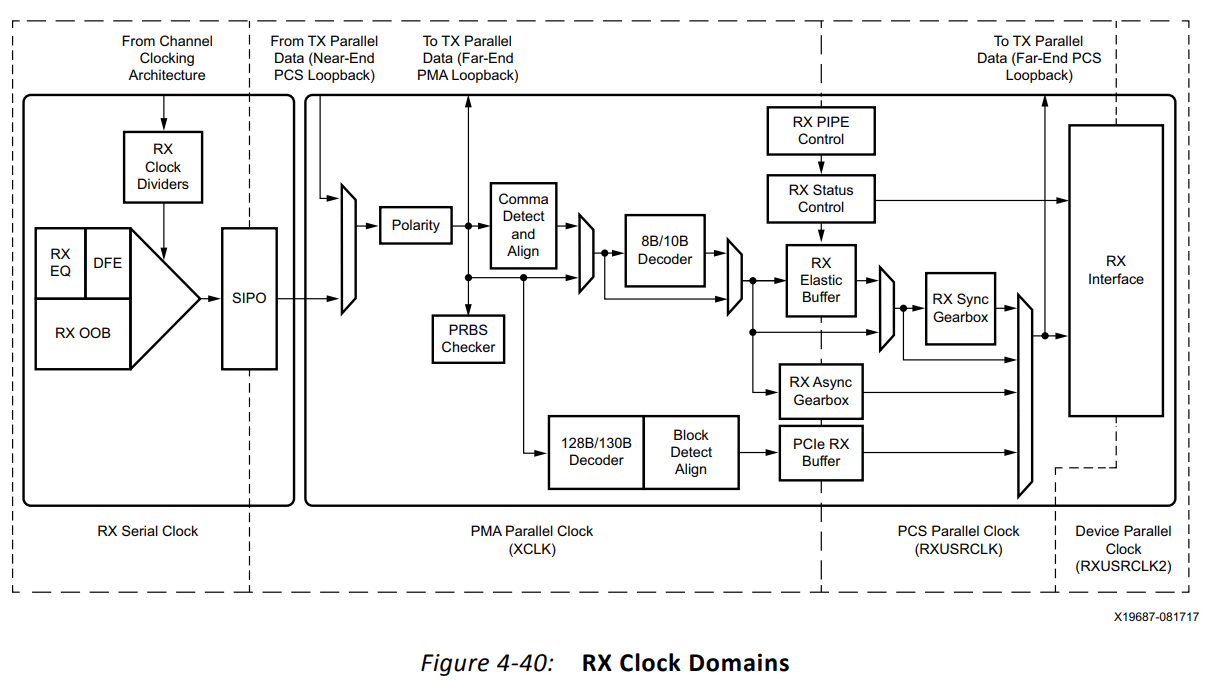 From Channel
Clocking
Architecture
From TX Parallel
Data (Near-End
PCS Loopback)
To TX Parallel
Data (Far-End
PMA Loopback)
To TX Parallel
Data (Far-End PCS
Loopback)
RX
Clock
Dividers
RX
EQ
DFE
RX OOB
SIPO
Polarity
PRBS
Checker
Comma
Detect
and
Align
8B/10B
Decoder
128B/130B
Decoder
Block
Detect
Align
RX PIPE
Control
RX Status
Control
RX
Elastic
Buffer
RX Async
Gearbox
PCIe RX
Buffer
RX Sync
Gearbox
RX
Interface
RX Serial Clock
PMA Parallel Clock
(XCLK)
PCS Parallel Clock
(RXUSRCLK)
Device Parallel
Clock
(RXUSRCLK2)
X19687-081717
Figure 4-40: RX Clock Domains